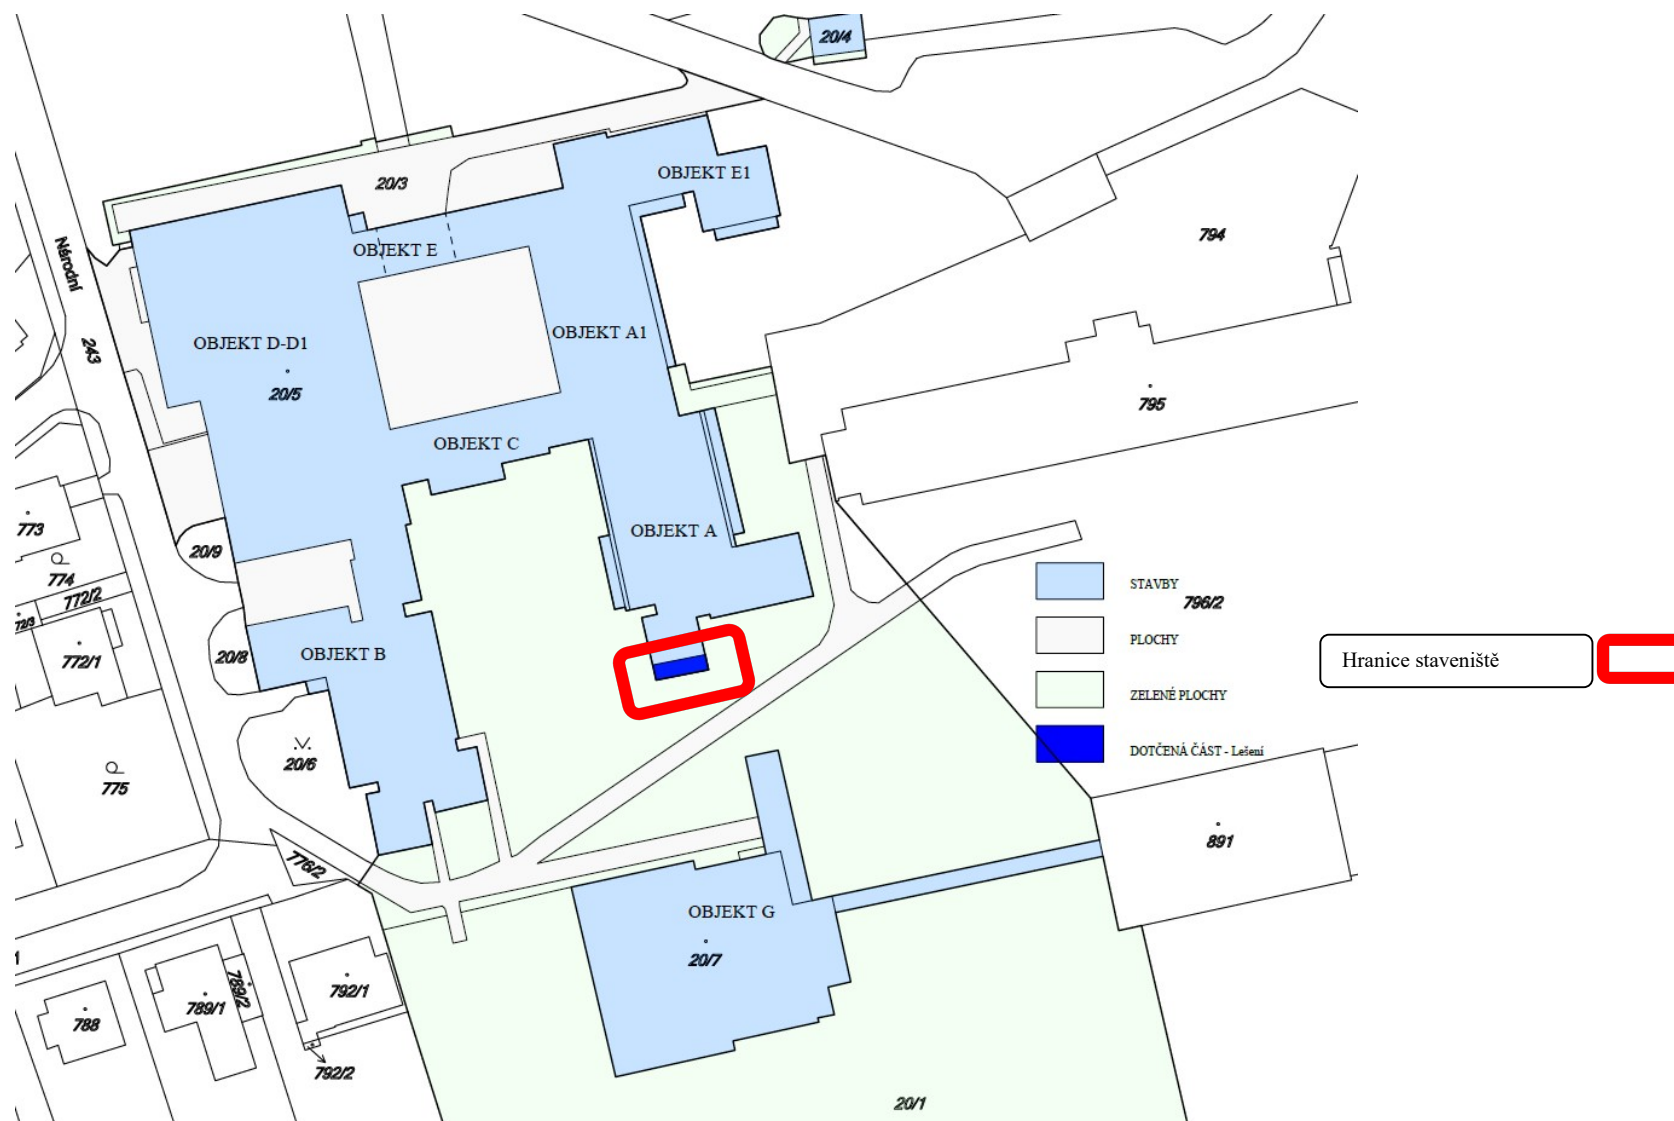 20/4
OBJEKT E1
20/3
794
OBJEKT E
Národní
OBJEKT A1
OBJEKT D-D1
243
20/5
795
OBJEKT C
773
OBJEKT A
20/9
774
STAVBY
772/2
796/2
72/3
PLOCHY
772/1
20/8
OBJEKT B
Hranice staveniště
ZELENÉ PLOCHY
DOTČENÁ ČÁST - Lešení
20/6
775
891
776/2
OBJEKT G
1
20/7
789/2
792/1
789/1
788
792/2
20/1